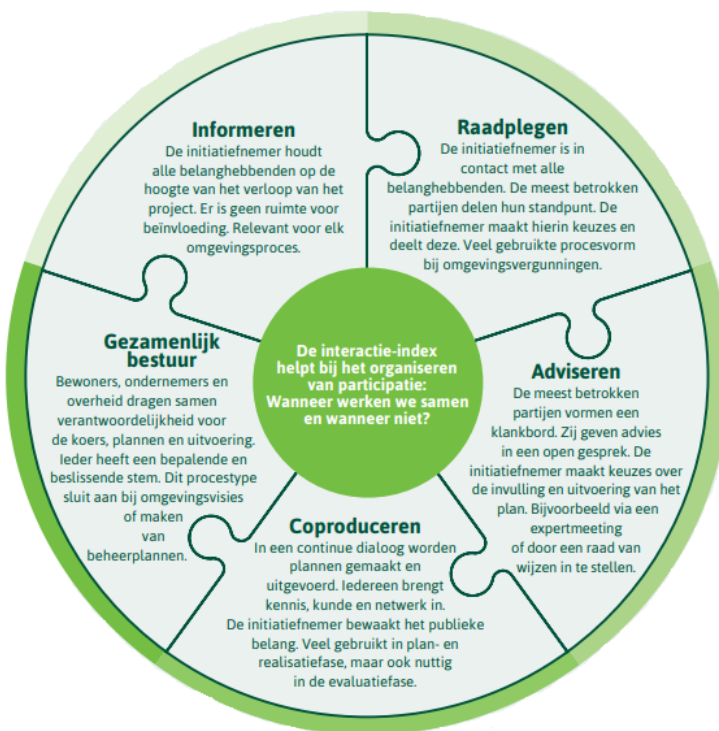 Informeren
De initiatiefnemer houdt
alle belanghebbenden op de
hoogte van het verloop van het
project. Er is geen ruimte voor
beïnvloeding. Relevant voor elk
omgevingsproces.
Raadplegen
De initiatiefnemer is in
contact met alle
belanghebbenden. De meest betrokken
partijen delen hun standpunt. De
initiatiefnemer maakt hierin keuzes en
deelt deze. Veel gebruikte procesvorm
bij omgevingsvergunningen.
Adviseren
De meest betrokken
partijen vormen een
klankbord. Zij geven advies
in een open gesprek. De
initiatiefnemer maakt keuzes over
de invulling en uitvoering van het
plan. Bijvoorbeeld via een
expertmeeting
of door een raad van
wijzen in te stellen.
Coproduceren
In een continue dialoog worden
plannen gemaakt en
uitgevoerd. Iedereen brengt
kennis, kunde en netwerk in.
De initiatiefnemer bewaakt het publieke
belang. Veel gebruikt in plan- en
realisatiefase, maar ook nuttig
in de evaluatiefase.
Gezamenlijk
bestuur
Bewoners, ondernemers en
overheid dragen samen
verantwoordelijkheid voor
de koers, plannen en uitvoering.
Ieder heeft een bepalende en
beslissende stem. Dit procestype
sluit aan bij omgevingsvisies
of maken
van
beheerplannen.
De interactie-index
helpt bij het organiseren
van participatie:
Wanneer werken we samen
en wanneer niet?